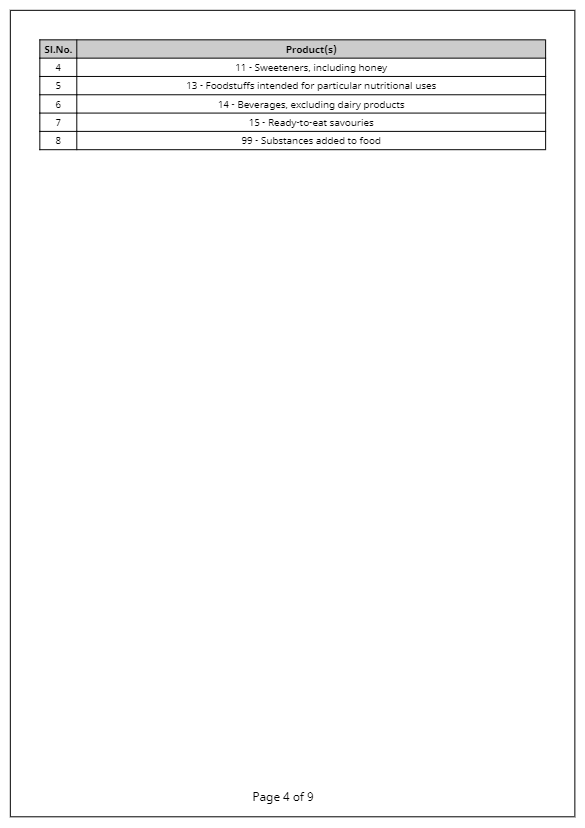 Sl.No. Product(s)
4 11 - Sweeteners, including honey
5 13 - Foodstuffs intended for particular nutritional uses
6 14 - Beverages, excluding dairy products
7 15 - Ready-to-eat savouries
8 99 - Substances added to food
Page 4 of 9